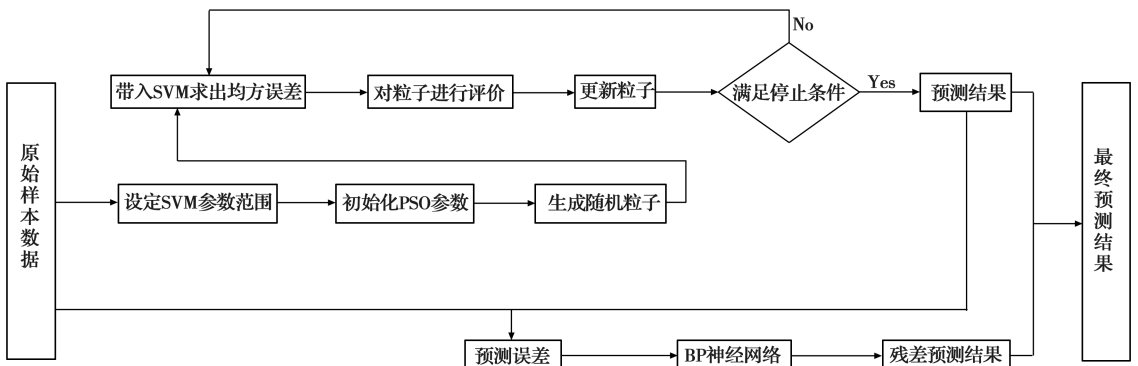 No
带入SVM求出均方误差
对粒子进行评价
更新粒子
满足停止条件
Yes
预测结果
原始样本数据
设定SVM参数范围
初始化PSO参数
生成随机粒子
最终预测结果
预测误差
BP神经网络
残差预测结果